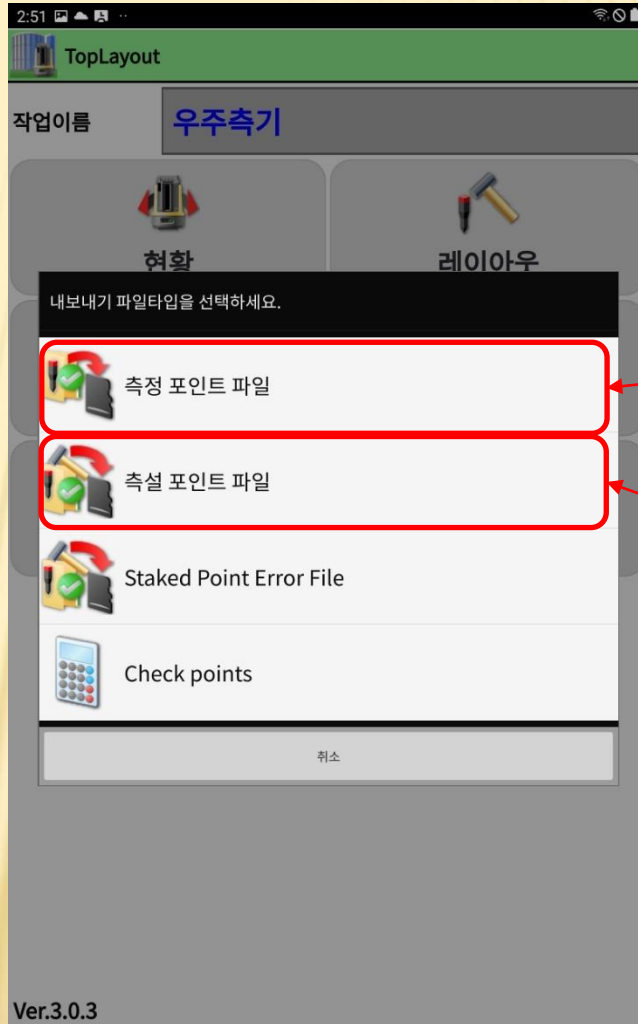 2:51
TopLayout
작업이름
우주측기
현황
레이아웃
내보내기 파일타입을 선택하세요.
측정 포인트 파일
측설 포인트 파일
Staked Point Error File
Check points
취소
Ver.3.0.3